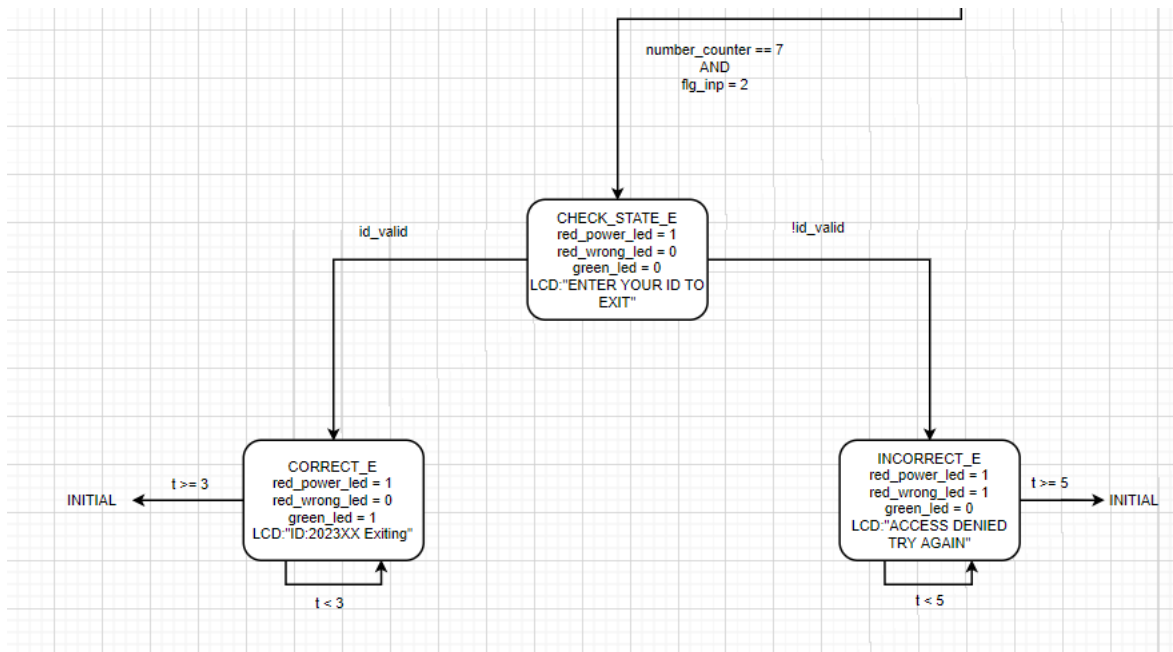 number_counter == 7
AND
flg_inp = 2
id_valid
!id_valid
CHECK_STATE_E
red_power_led = 1
red_wrong_led = 0
green_led = 0
LCD:"ENTER YOUR ID TO
EXIT"
CORRECT_E
red_power_led = 1
red_wrong_led = 0
green_led = 1
LCD:"ID:2023XX Exiting"
t >= 3
INITIAL
t < 3
INCORRECT_E
red_power_led = 1
red_wrong_led = 1
green_led = 0
LCD:"ACCESS DENIED
TRY AGAIN"
t >= 5
INITIAL
t < 5